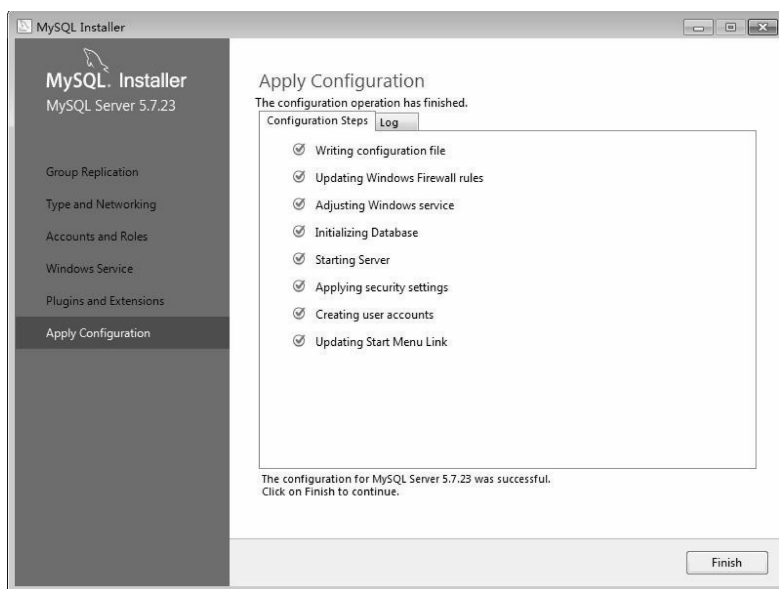 MySQL Installer
MySQL. Installer
MySQL Server 5.7.23
Group Replication
Type and Networking
Accounts and Roles
Windows Service
Plugins and Extensions
Apply Configuration
Apply Configuration
The configuration operation has finished.
Configuration Steps Log
Writing configuration file
Updating Windows Firewall rules
Adjusting Windows service
Initializing Database
Starting Server
Applying security settings
Creating user accounts
Updating Start Menu Link
The configuration for MySQL Server 5.7.23 was successful.
Click on Finish to continue.
Finish